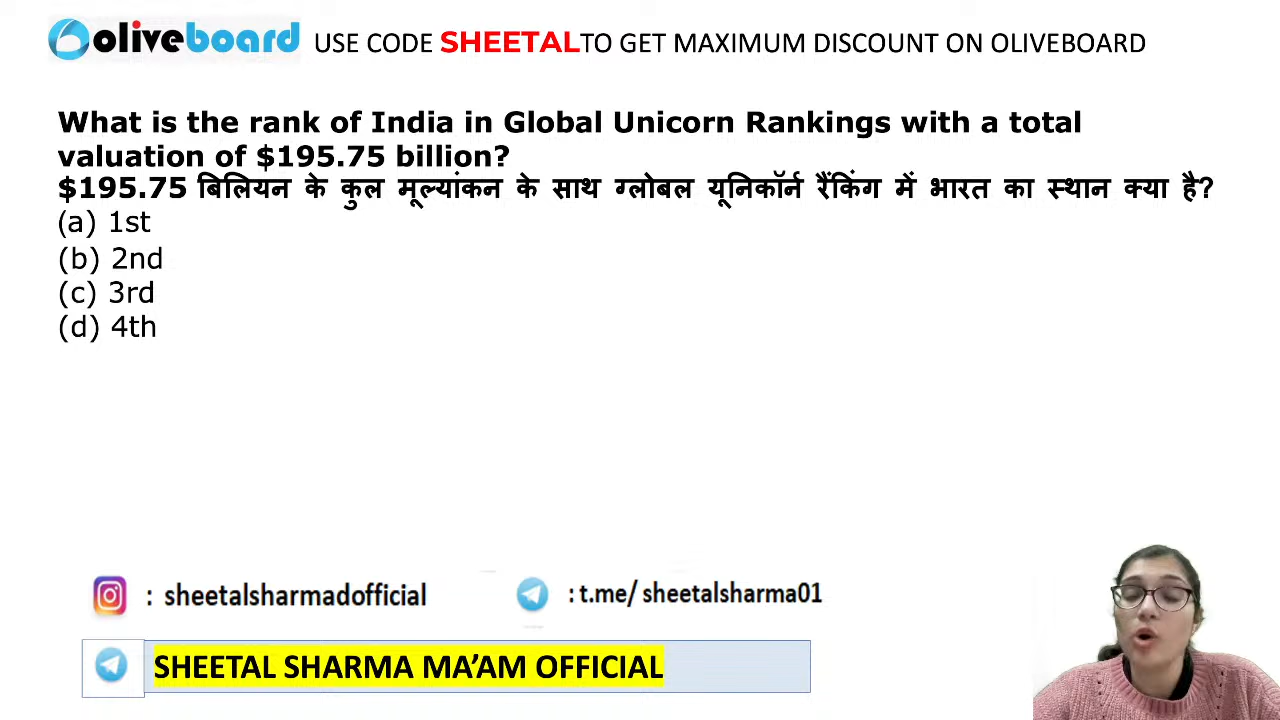 oliveboard USE CODE SHEETAL TO GET MAXIMUM DISCOUNT ON OLIVEBOARD
What is the rank of India in Global Unicorn Rankings with a total
valuation of $195.75 billion?
$195.75 बिलियन के कुल मूल्यांकन के साथ ग्लोबल यूनिकॉर्न रैंकिंग में भारत का स्थान क्या है?
(a) 1st
(b) 2nd
(c) 3rd
(d) 4th
: sheetalsharmadofficial
: t.me/ sheetalsharma01
SHEETAL SHARMA MA’AM OFFICIAL